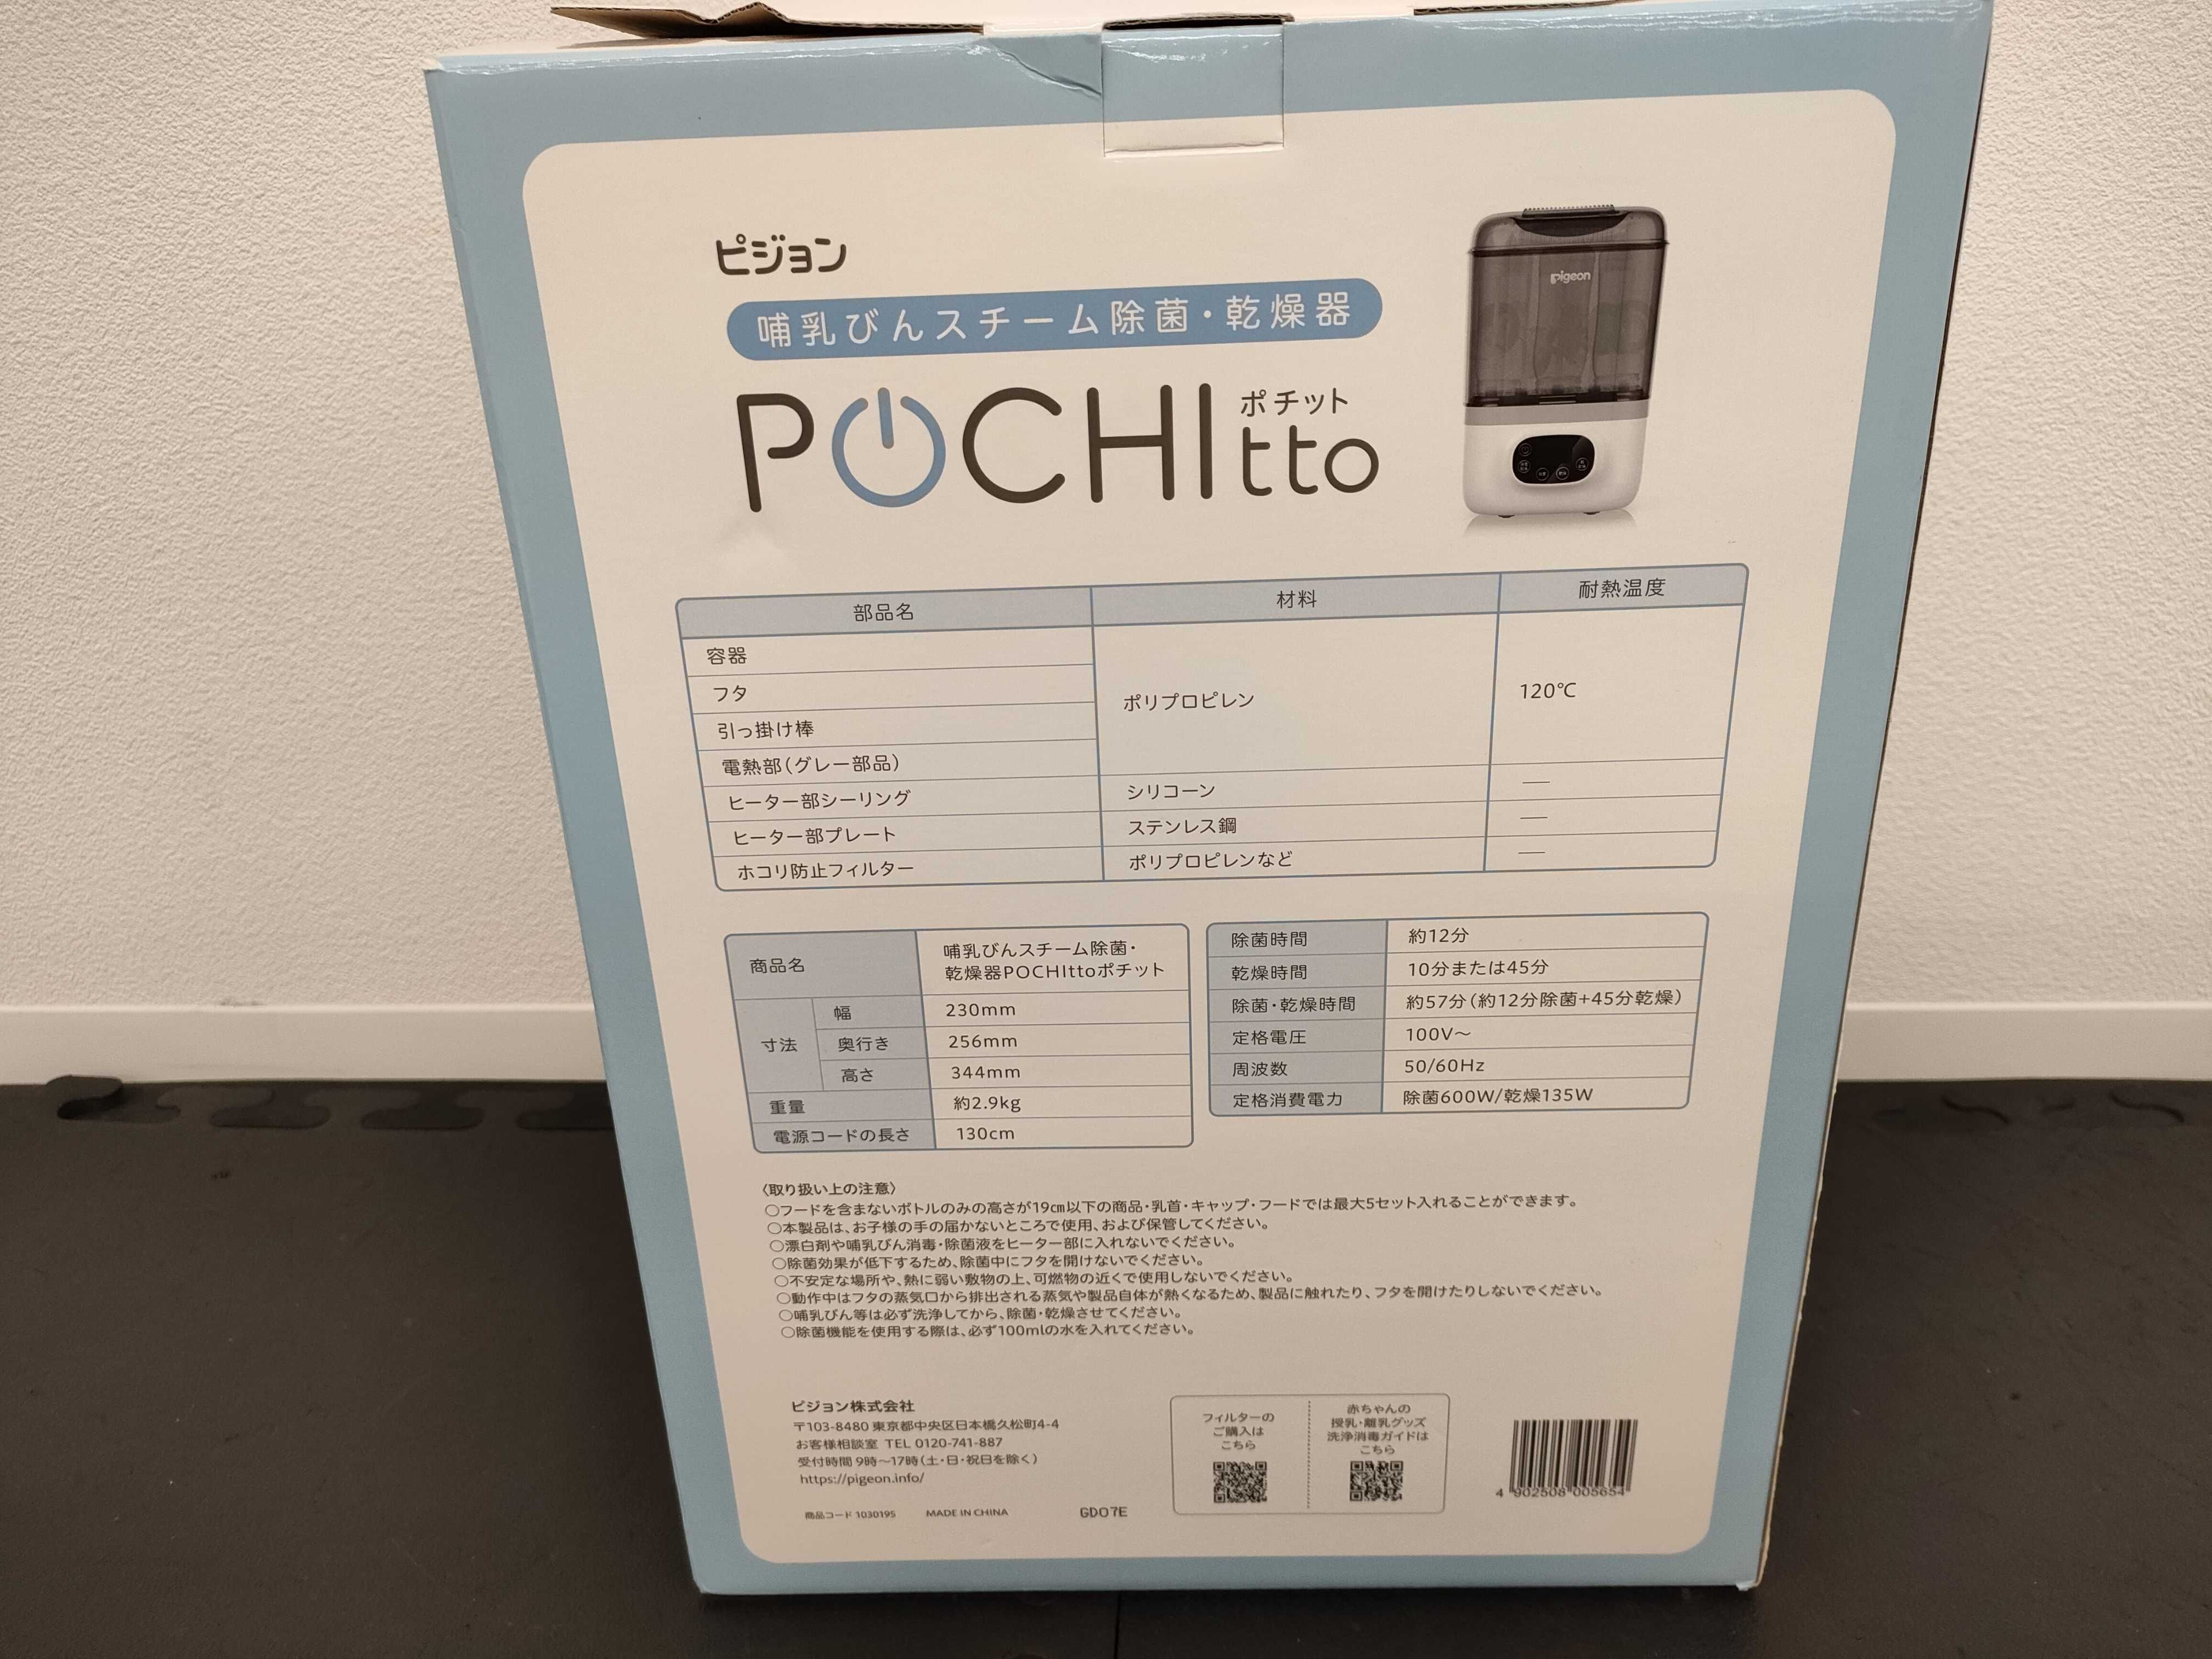 ピジョン
哺乳びんスチーム除菌・乾燥器
POCHItto
ポチット
pigeon
部品名 材料 耐熱温度
容器 ポリプロピレン 120℃
フタ
引っ掛け棒
電熱部(グレー部品)
ヒーター部シーリング シリコーン —
ヒーター部プレート ステンレス鋼 —
ホコリ防止フィルター ポリプロピレンなど —
商品名 哺乳びんスチーム除菌・
乾燥器POCHIttoポチット
寸法 幅 230mm
奥行き 256mm
高さ 344mm
重量 約2.9kg
電源コードの長さ 130cm
除菌時間 約12分
乾燥時間 10分または45分
除菌・乾燥時間 約57分(約12分除菌+45分乾燥)
定格電圧 100V〜
周波数 50/60Hz
定格消費電力 除菌600W/乾燥135W
〈取り扱い上の注意〉
○フードを含まないボトルのみの高さが19㎝以下の商品・乳首・キャップ・フードでは最大5セット入れることができます。
○本製品は、お子様の手の届かないところで使用、および保管してください。
○漂白剤や哺乳びん消毒・除菌液をヒーター部に入れないでください。
○除菌効果が低下するため、除菌中にフタを開けないでください。
○不安定な場所や、熱に弱い敷物の上、可燃物の近くで使用しないでください。
○動作中はフタの蒸気口から排出される蒸気や製品自体が熱くなるため、製品に触れたり、フタを開けたりしないでください。
○哺乳びん等は必ず洗浄してから、除菌・乾燥させてください。
○除菌機能を使用する際は、必ず100mlの水を入れてください。
ピジョン株式会社
〒103-8480 東京都中央区日本橋久松町4-4
お客様相談室 TEL 0120-741-887
受付時間 9時〜17時(土・日・祝日を除く)
https://pigeon.info/
商品コード 1030195 MADE IN CHINA GD07E
フィルターの
ご購入は
こちら
赤ちゃんの
授乳・離乳グッズ
洗浄消毒ガイドは
こちら
4 902508 005654